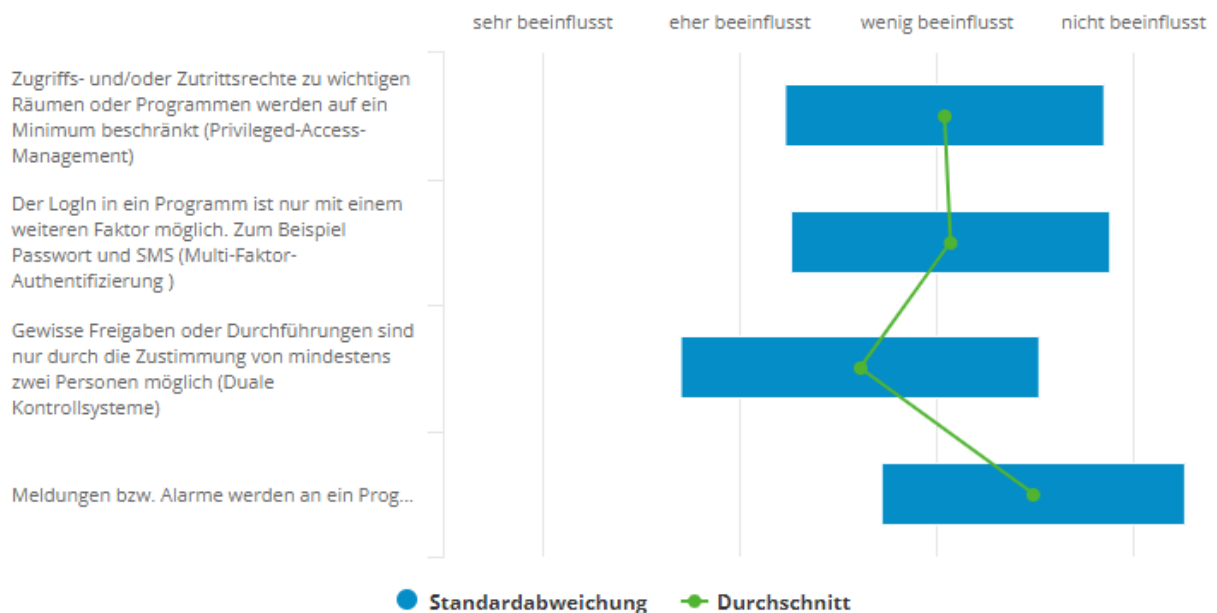 sehr beeinflusst eher beeinflusst wenig beeinflusst nicht beeinflusst
Zugriffs- und/oder Zutrittsrechte zu wichtigen
Räumen oder Programmen werden auf ein
Minimum beschränkt (Privileged-Access-
Management)
Der LogIn in ein Programm ist nur mit einem
weiteren Faktor möglich. Zum Beispiel
Passwort und SMS (Multi-Faktor-
Authentifizierung )
Gewisse Freigaben oder Durchführungen sind
nur durch die Zustimmung von mindestens
zwei Personen möglich (Duale
Kontrollsysteme)
Meldungen bzw. Alarme werden an ein Prog...
Standardabweichung Durchschnitt